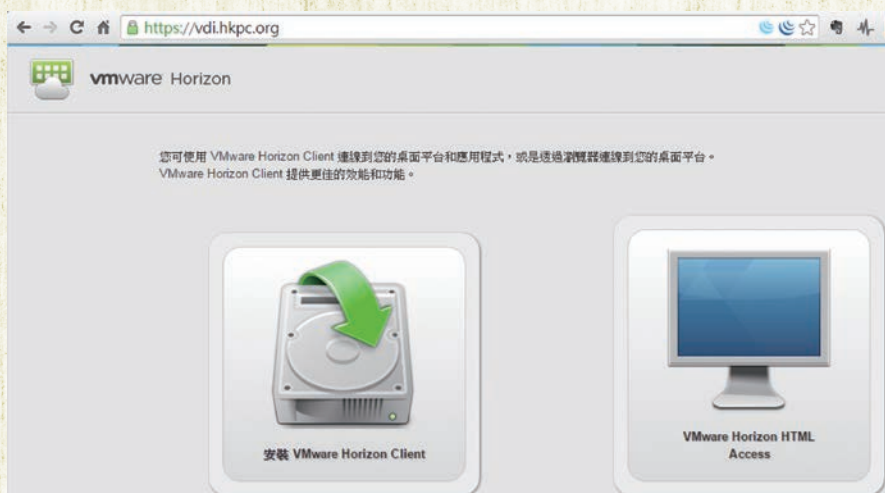 https://vdi.hkpc.org
vmware Horizon
您可使用 VMware Horizon Client 連線到您的桌面平台和應用程式，或是透過瀏覽器連線到您的桌面平台。
VMware Horizon Client 提供更佳的效能和功能。
安裝 VMware Horizon Client
VMware Horizon HTML
Access